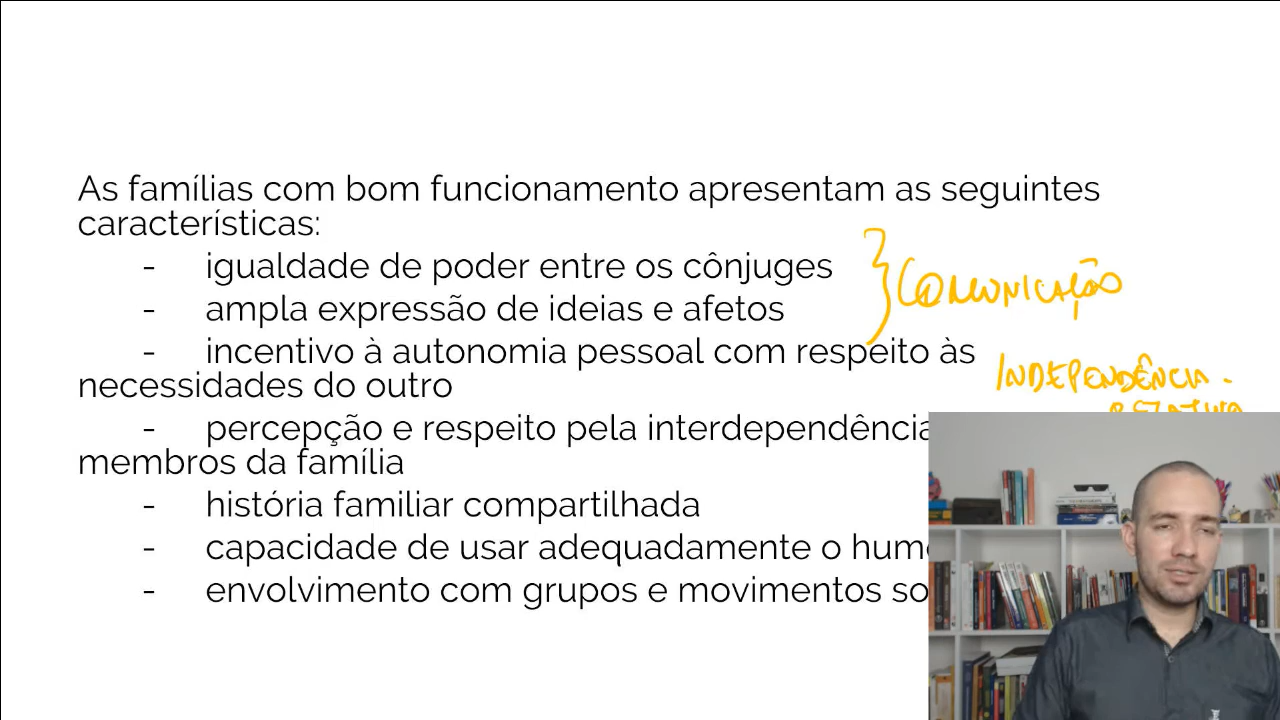 As famílias com bom funcionamento apresentam as seguintes
características:
- igualdade de poder entre os cônjuges
- ampla expressão de ideias e afetos
- incentivo à autonomia pessoal com respeito às
necessidades do outro
- percepção e respeito pela interdependência
membros da família
- história familiar compartilhada
- capacidade de usar adequadamente o hum
- envolvimento com grupos e movimentos so
COMUNICAÇÃO
INDEPENDÊNCIA -